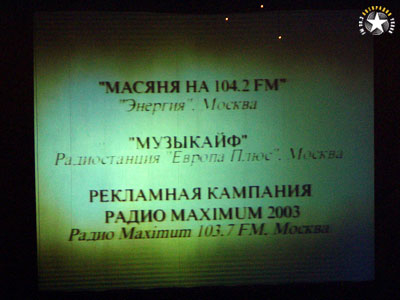 "МАСЯНЯ НА 104.2 FM"
"Энергия". Москва
"МУЗЫКАЙФ"
Радиостанция "Европа Плюс". Москва
РЕКЛАМНАЯ КАМПАНИЯ
РАДИО MAXIMUM 2003
Радио Maximum 103.7 FM. Москва